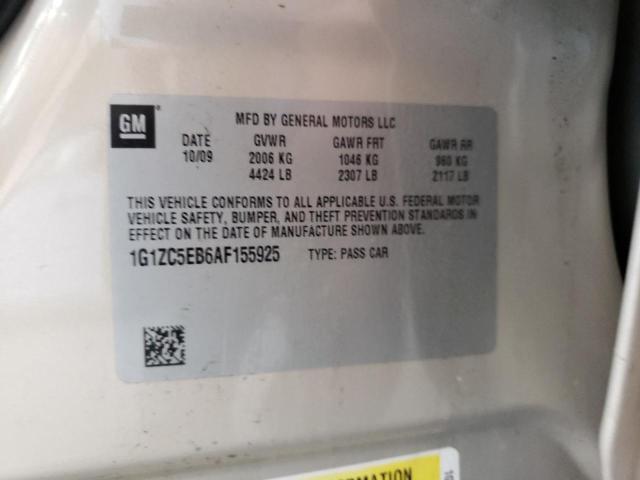 GM
MFD BY GENERAL MOTORS LLC
DATE GVWR GAWR FRT GAWR RR
10/09 2006 KG 1046 KG 960 KG
4424 LB 2307 LB 2117 LB
THIS VEHICLE CONFORMS TO ALL APPLICABLE U.S. FEDERAL MOTOR
VEHICLE SAFETY, BUMPER, AND THEFT PREVENTION STANDARDS IN
EFFECT ON THE DATE OF MANUFACTURE SHOWN ABOVE.
1G1ZC5EB6AF155925 TYPE: PASS CAR